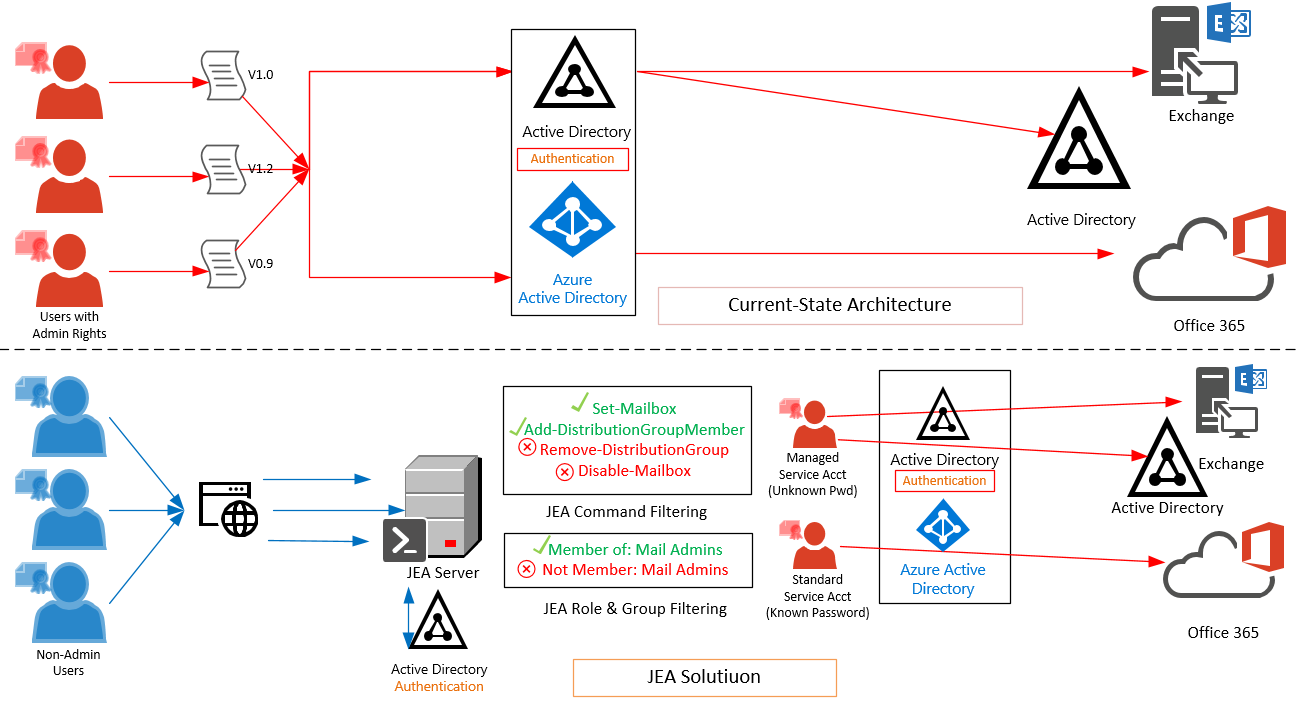 V1.0
V1.2
V0.9
Users with
Admin Rights
Active Directory
Authentication
Azure
Active Directory
Exchange
E
Active Directory
Office 365
Current-State Architecture
Non-Admin
Users
JEA Server
Active Directory
Authentication
Set-Mailbox
Add-DistributionGroupMember
Remove-DistributionGroup
Disable-Mailbox
JEA Command Filtering
Member of: Mail Admins
Not Member: Mail Admins
JEA Role & Group Filtering
Managed
Service Acct
(Unknown Pwd)
Standard
Service Acct
(Known Password)
Active Directory
Authentication
Azure Active
Directory
E
Exchange
Active Directory
Office 365
JEA Solutiuon